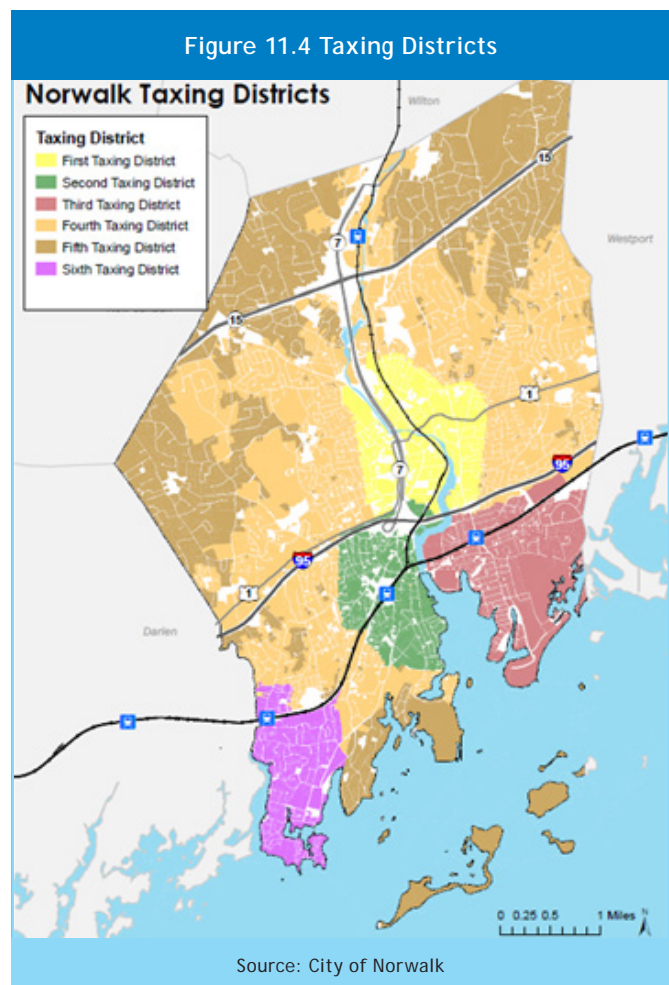 Figure 11.4 Taxing Districts
Norwalk Taxing Districts
Wilton
Taxing District
First Taxing District
Second Taxing District
Third Taxing District
Fourth Taxing District
Fifth Taxing District
Sixth Taxing District
15
7
Westport
15
1
7
95
95
1
Darien
0 0.25 0.5 1 Miles
N
Source: City of Norwalk